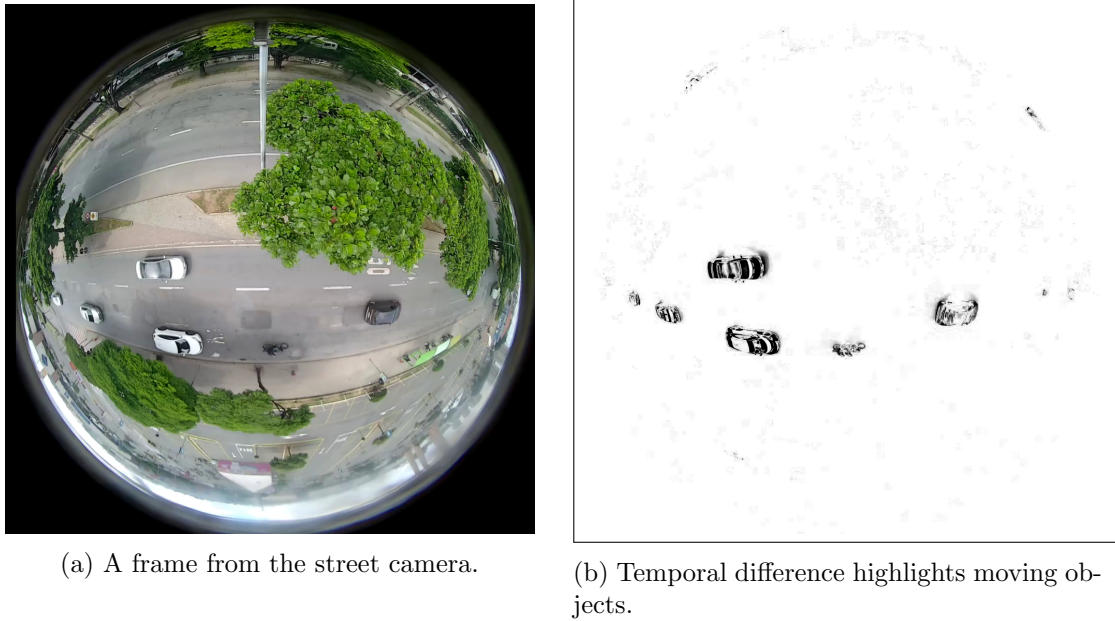 (a) A frame from the street camera.
(b) Temporal difference highlights moving ob-
jects.